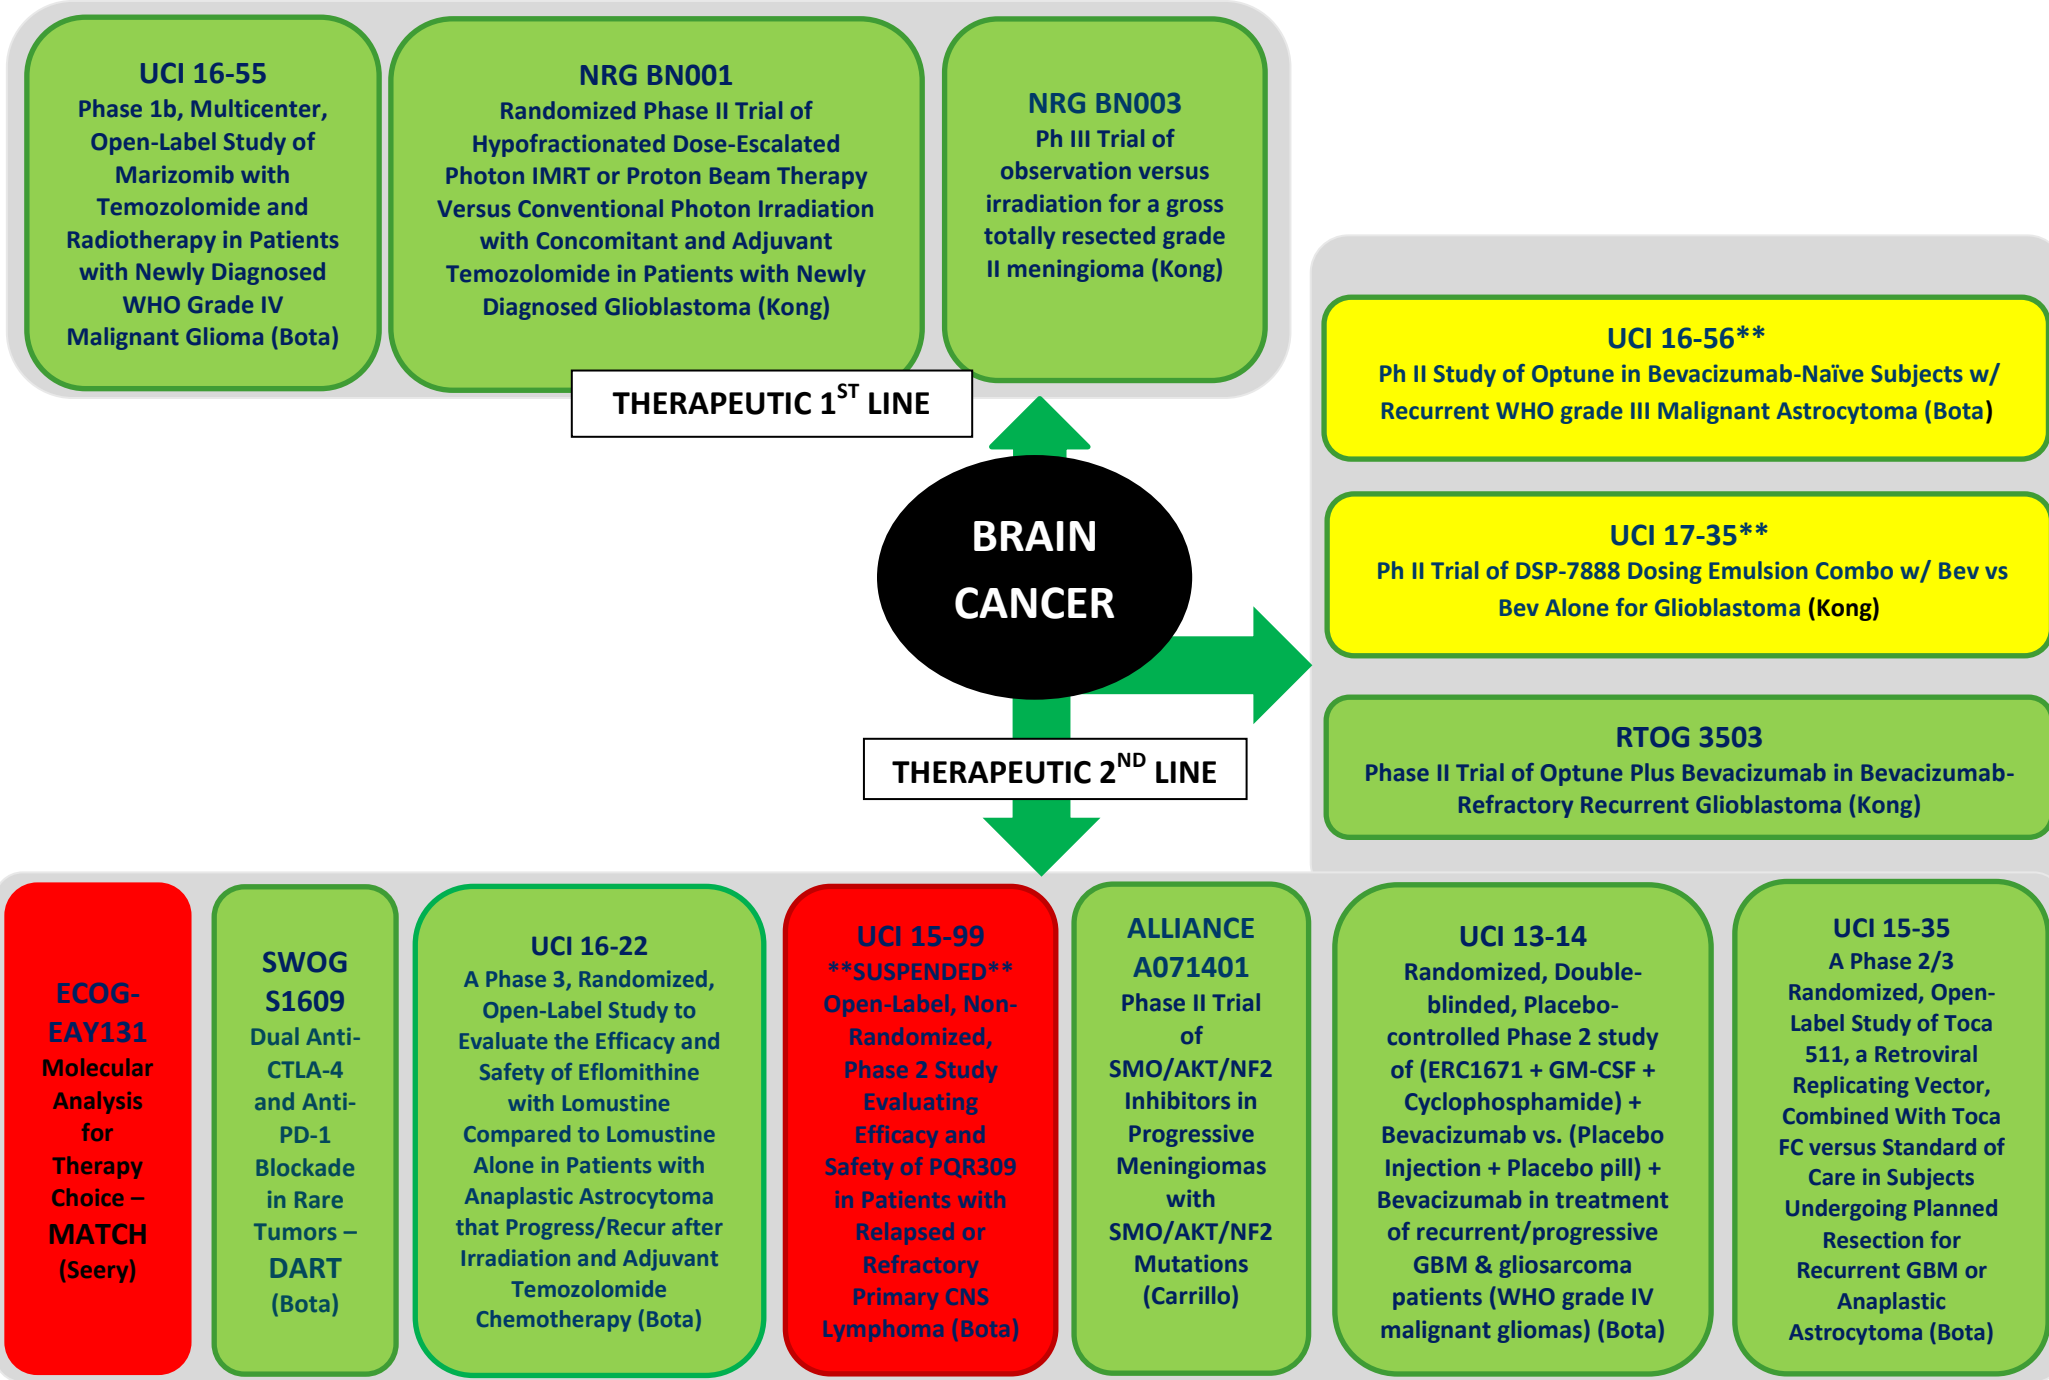 UCI 16-55
Phase 1b, Multicenter,
Open-Label Study of
Marizomib with
Temozolomide and
Radiotherapy in Patients
with Newly Diagnosed
WHO Grade IV
Malignant Glioma (Bota)
NRG BN001
Randomized Phase II Trial of
Hypofractionated Dose-Escalated
Photon IMRT or Proton Beam Therapy
Versus Conventional Photon Irradiation
with Concomitant and Adjuvant
Temozolomide in Patients with Newly
Diagnosed Glioblastoma (Kong)
NRG BN003
Ph III Trial of
observation versus
irradiation for a gross
totally resected grade
II meningioma (Kong)
THERAPEUTIC 1ST LINE
BRAIN
CANCER
UCI 16-56**
Ph II Study of Optune in Bevacizumab-Naïve Subjects w/
Recurrent WHO grade III Malignant Astrocytoma (Bota)
UCI 17-35**
Ph II Trial of DSP-7888 Dosing Emulsion Combo w/ Bev vs
Bev Alone for Glioblastoma (Kong)
RTOG 3503
Phase II Trial of Optune Plus Bevacizumab in Bevacizumab-
Refractory Recurrent Glioblastoma (Kong)
THERAPEUTIC 2ND LINE
ECOG-
EAY131
Molecular
Analysis
for
Therapy
Choice –
MATCH
(Seery)
SWOG
S1609
Dual Anti-
CTLA-4
and Anti-
PD-1
Blockade
in Rare
Tumors –
DART
(Bota)
UCI 16-22
A Phase 3, Randomized,
Open-Label Study to
Evaluate the Efficacy and
Safety of Eflomithine
with Lomustine
Compared to Lomustine
Alone in Patients with
Anaplastic Astrocytoma
that Progress/Recur after
Irradiation and Adjuvant
Temozolomide
Chemotherapy (Bota)
UCI 15-99
**SUSPENDED**
Open-Label, Non-
Randomized,
Phase 2 Study
Evaluating
Efficacy and
Safety of PQR309
in Patients with
Relapsed or
Refractory
Primary CNS
Lymphoma (Bota)
ALLIANCE
A071401
Phase II Trial
of
SMO/AKT/NF2
Inhibitors in
Progressive
Meningiomas
with
SMO/AKT/NF2
Mutations
(Carrillo)
UCI 13-14
Randomized, Double-
blinded, Placebo-
controlled Phase 2 study
of (ERC1671 + GM-CSF +
Cyclophosphamide) +
Bevacizumab vs. (Placebo
Injection + Placebo pill) +
Bevacizumab in treatment
of recurrent/progressive
GBM & gliosarcoma
patients (WHO grade IV
malignant gliomas) (Bota)
UCI 15-35
A Phase 2/3
Randomized, Open-
Label Study of Toca
511, a Retroviral
Replicating Vector,
Combined With Toca
FC versus Standard of
Care in Subjects
Undergoing Planned
Resection for
Recurrent GBM or
Anaplastic
Astrocytoma (Bota)